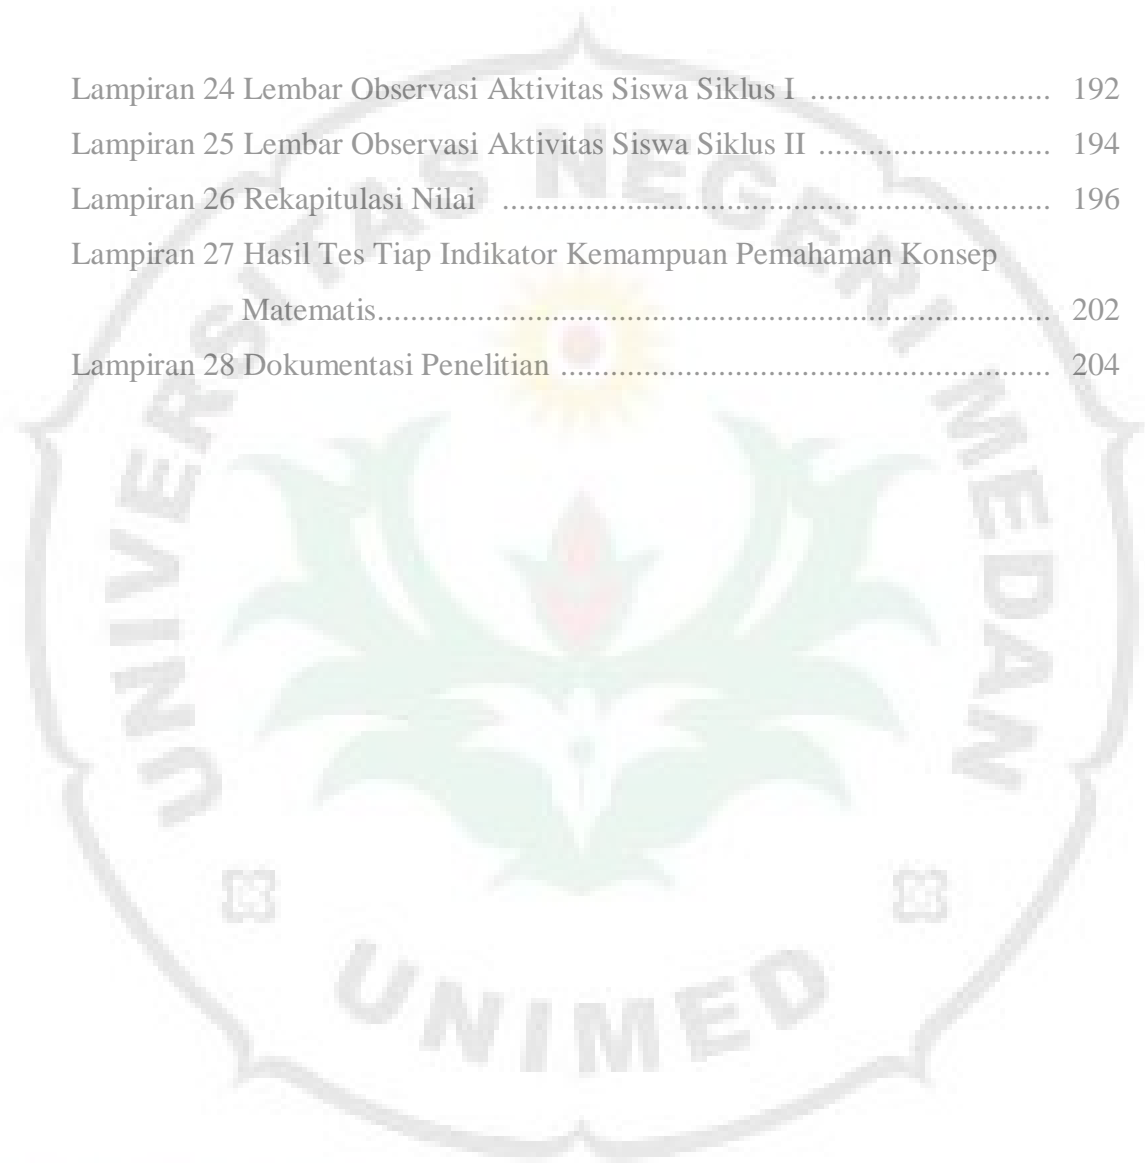 Lampiran 24 Lembar Observasi Aktivitas Siswa Siklus I ............................ 192
Lampiran 25 Lembar Observasi Aktivitas Siswa Siklus II ........................... 194
Lampiran 26 Rekapitulasi Nilai ................................................................ 196
Lampiran 27 Hasil Tes Tiap Indikator Kemampuan Pemahaman Konsep
Matematis.............................................................................. 202
Lampiran 28 Dokumentasi Penelitian ......................................................... 204
UNIVERSITAS NEGERI MEDAN
UNIMED